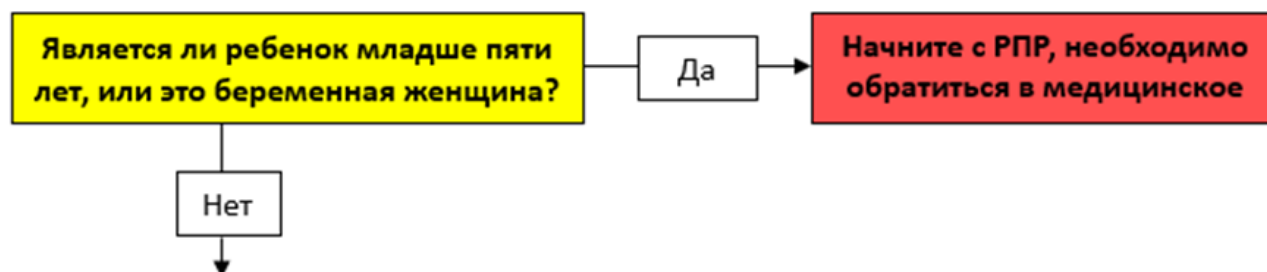 Является ли ребенок младше пяти
лет, или это беременная женщина?
Да
Начните с РПР, необходимо
обратиться в медицинское
Нет